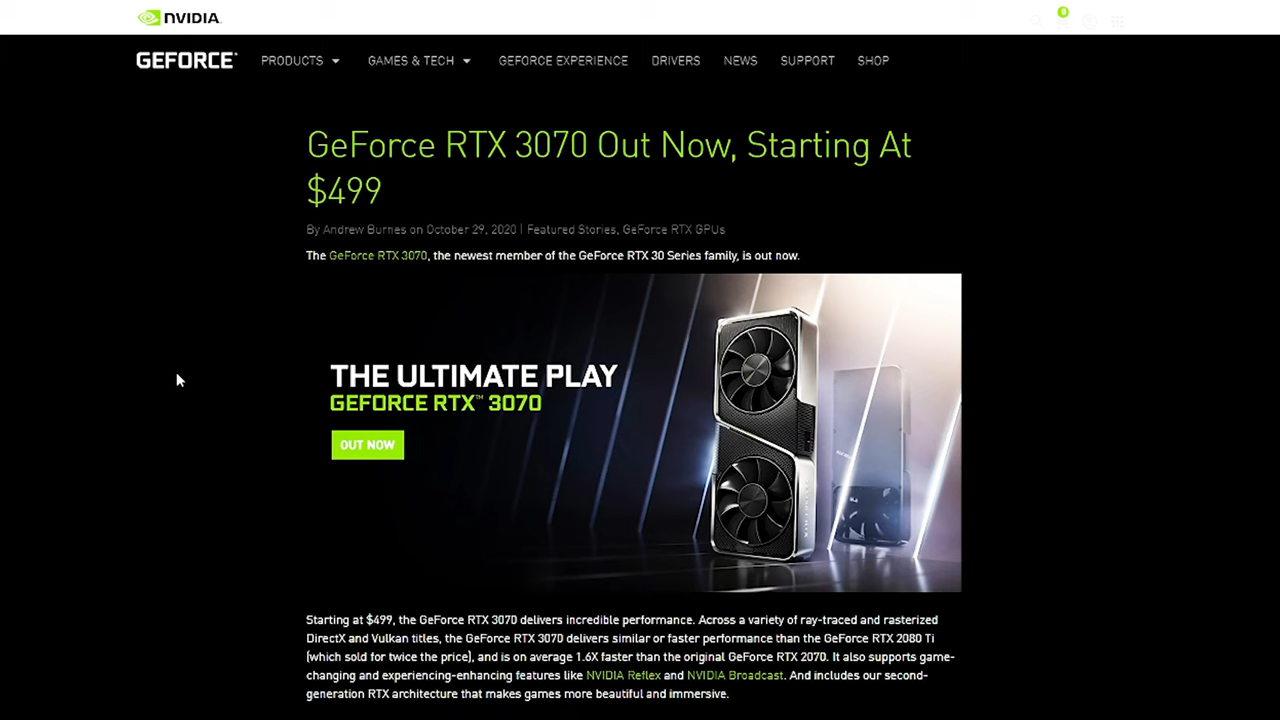 NVIDIA.
GEFORCE PRODUCTS GAMES & TECH GEFORCE EXPERIENCE DRIVERS NEWS SUPPORT SHOP
GeForce RTX 3070 Out Now, Starting At
$499
By Andrew Burnes on October 29, 2020 | Featured Stories, GeForce RTX GPUs
The GeForce RTX 3070, the newest member of the GeForce RTX 30 Series family, is out now.
THE ULTIMATE PLAY
GEFORCE RTX™ 3070
OUT NOW
Starting at $499, the GeForce RTX 3070 delivers incredible performance. Across a variety of ray-traced and rasterized
DirectX and Vulkan titles, the GeForce RTX 3070 delivers similar or faster performance than the GeForce RTX 2080 Ti
(which sold for twice the price), and is on average 1.6X faster than the original GeForce RTX 2070. It also supports game-
changing and experiencing-enhancing features like NVIDIA Reflex and NVIDIA Broadcast. And includes our second-
generation RTX architecture that makes games more beautiful and immersive.